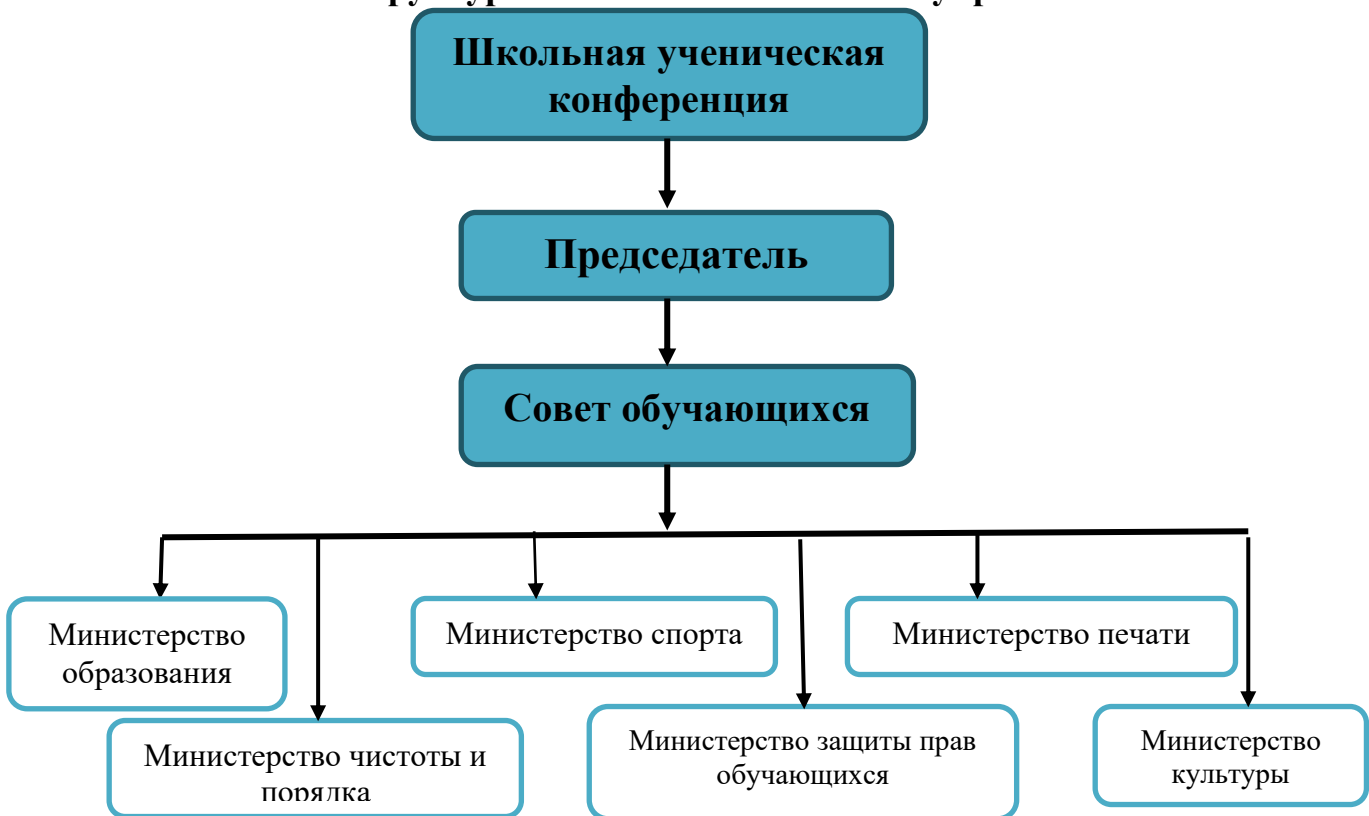 Школьная ученическая
конференция
Председатель
Совет обучающихся
Министерство
образования
Министерство спорта
Министерство печати
Министерство чистоты и
порядка
Министерство защиты прав
обучающихся
Министерство
культуры